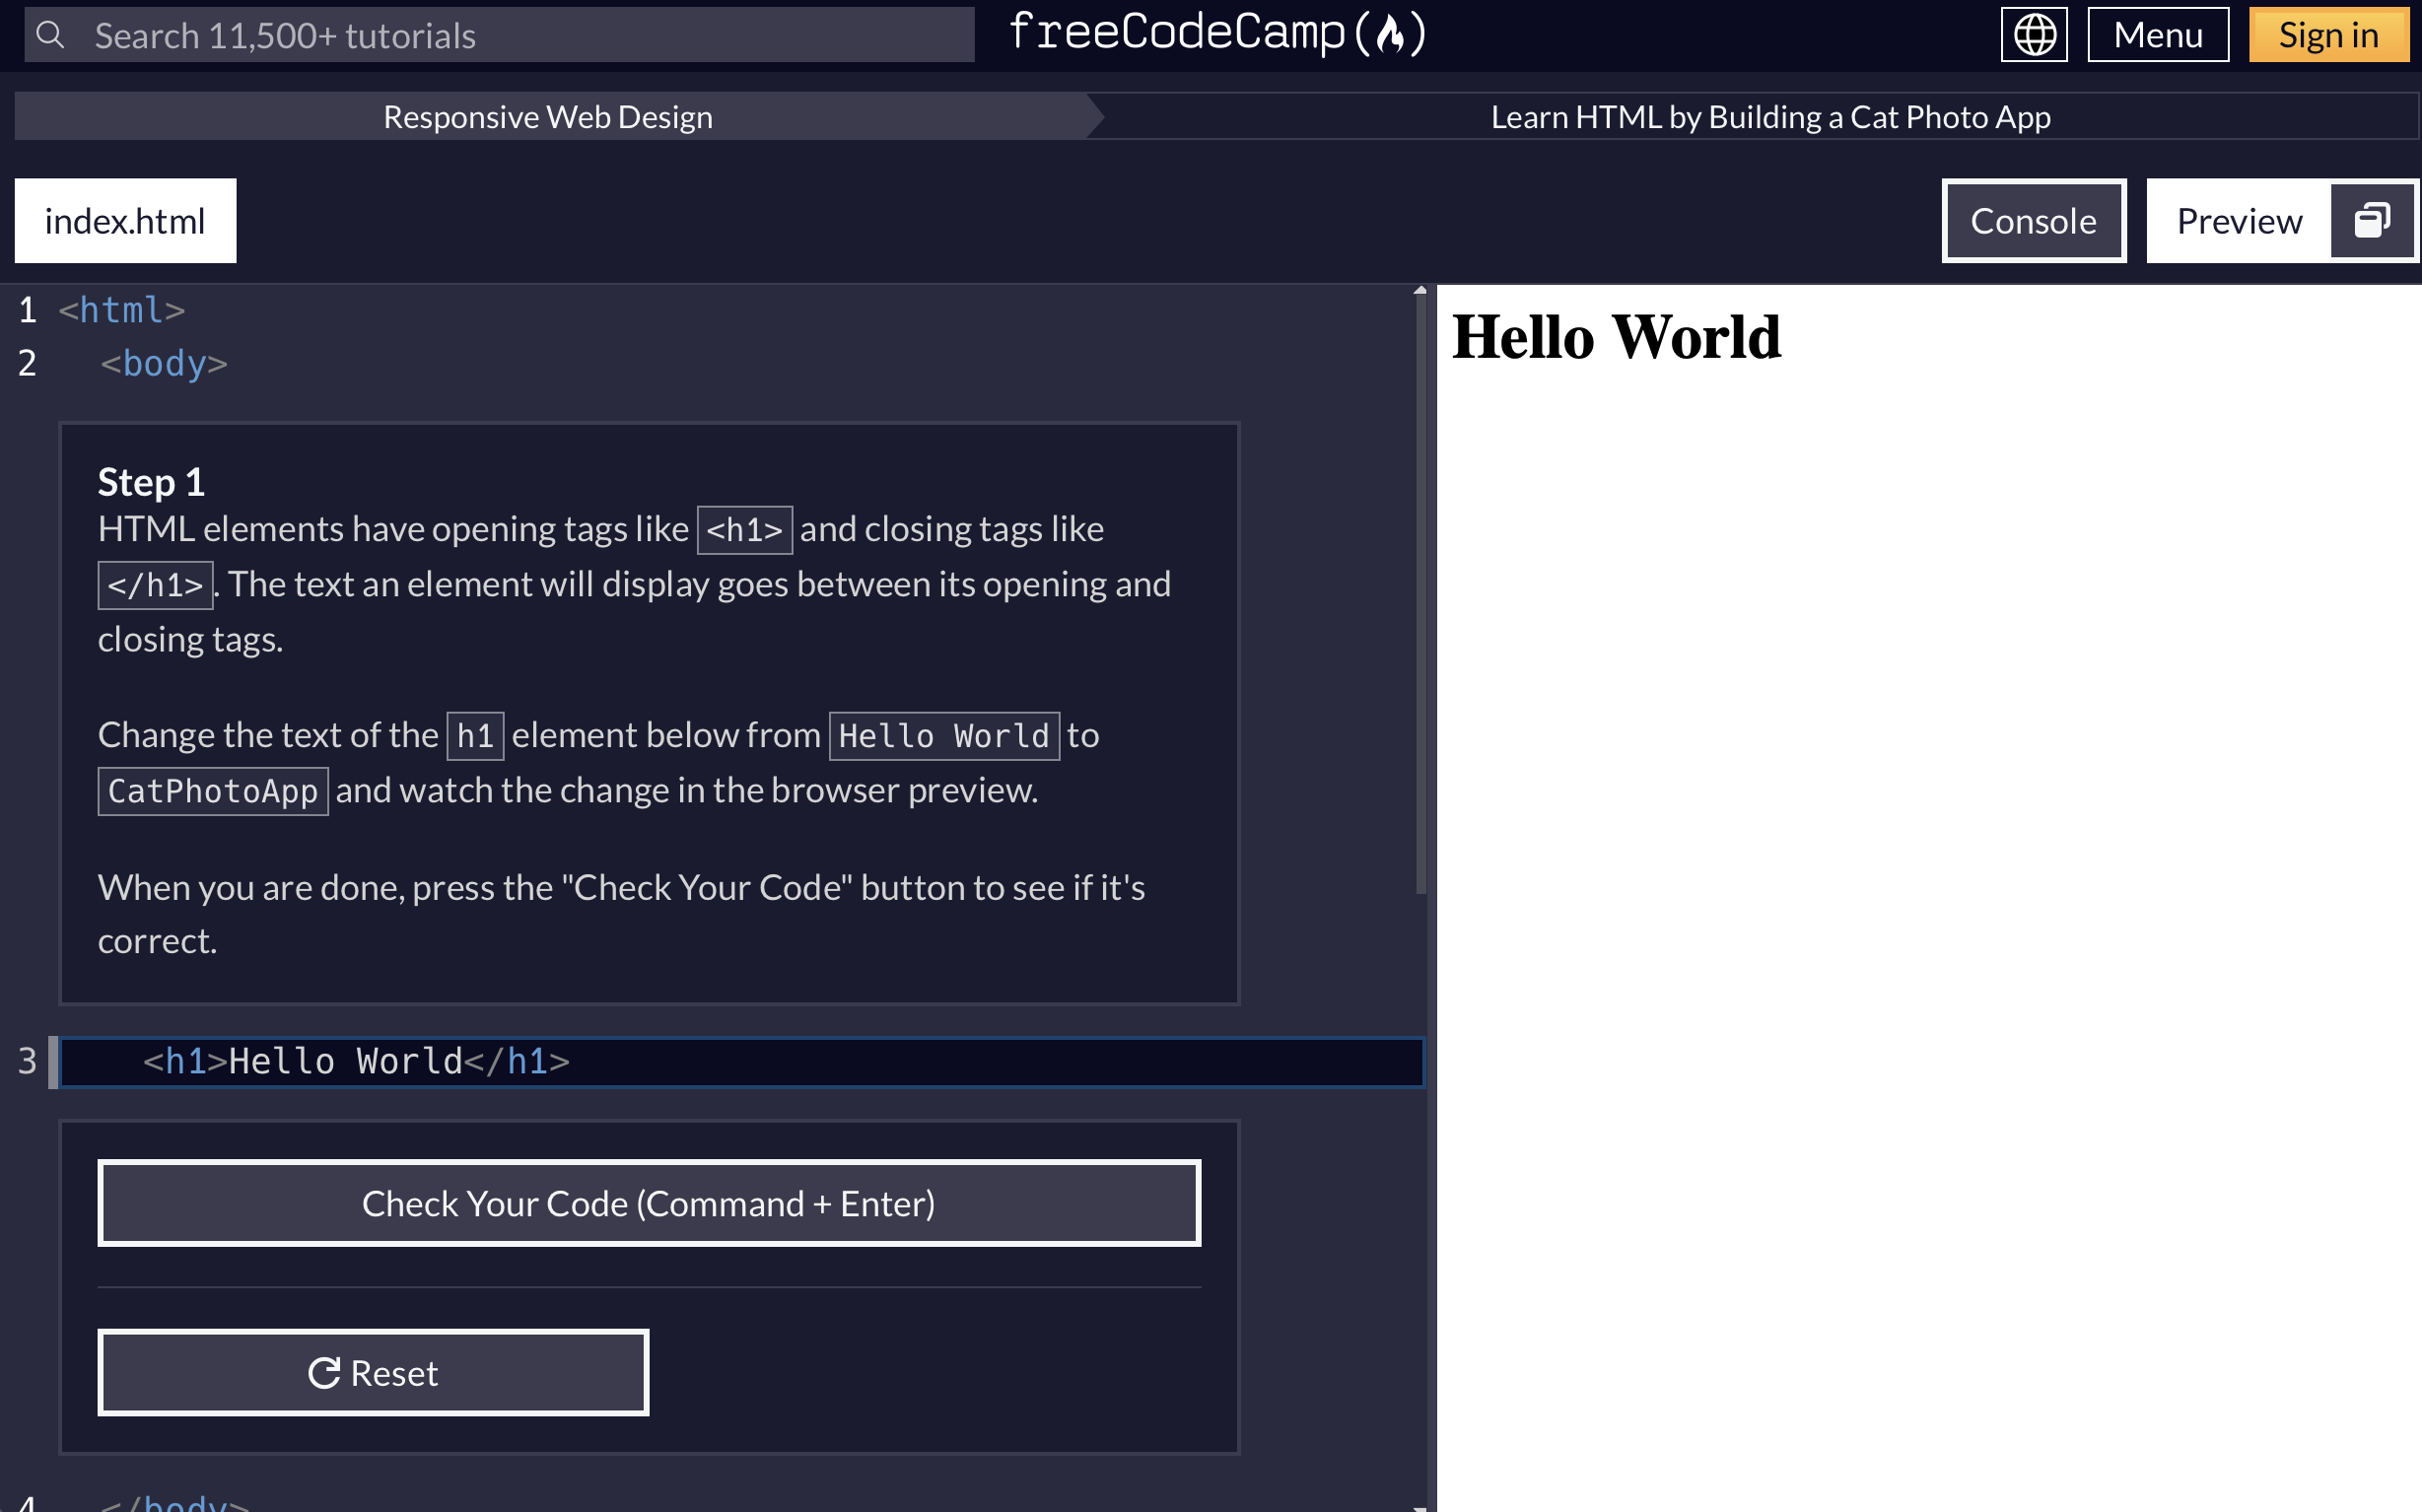 Search 11,500+ tutorials
freeCodeCamp(🔥)
Menu
Sign in
Responsive Web Design
Learn HTML by Building a Cat Photo App
index.html
Console
Preview
1 <html>
2 <body>
Hello World
Step 1
HTML elements have opening tags like <h1> and closing tags like
</h1>. The text an element will display goes between its opening and
closing tags.
Change the text of the h1 element below from Hello World to
CatPhotoApp and watch the change in the browser preview.
When you are done, press the "Check Your Code" button to see if it's
correct.
3 <h1>Hello World</h1>
Check Your Code (Command + Enter)
Reset
4 </body>